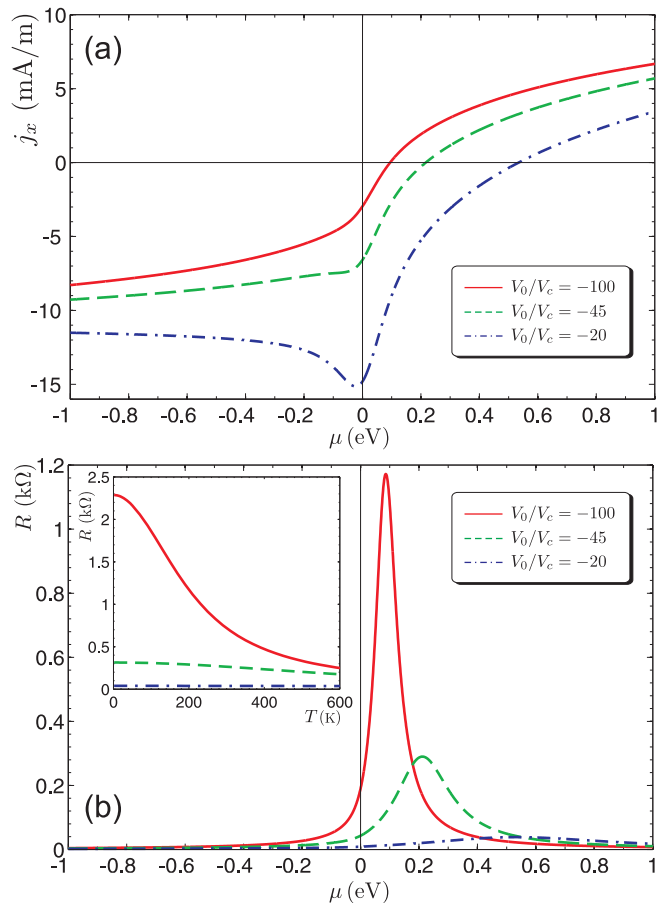 (a)
j_x (mA/m)
10
5
0
-5
-10
-15
-1 -0.8 -0.6 -0.4 -0.2 0 0.2 0.4 0.6 0.8 1
μ (eV)
V_0/V_c = −100
V_0/V_c = −45
V_0/V_c = −20
(b)
R (kΩ)
1.2
1
0.8
0.6
0.4
0.2
0
-1 -0.8 -0.6 -0.4 -0.2 0 0.2 0.4 0.6 0.8 1
μ (eV)
V_0/V_c = −100
V_0/V_c = −45
V_0/V_c = −20
R (kΩ)
2.5
2
1.5
1
0.5
0
0 200 400 600
T (K)